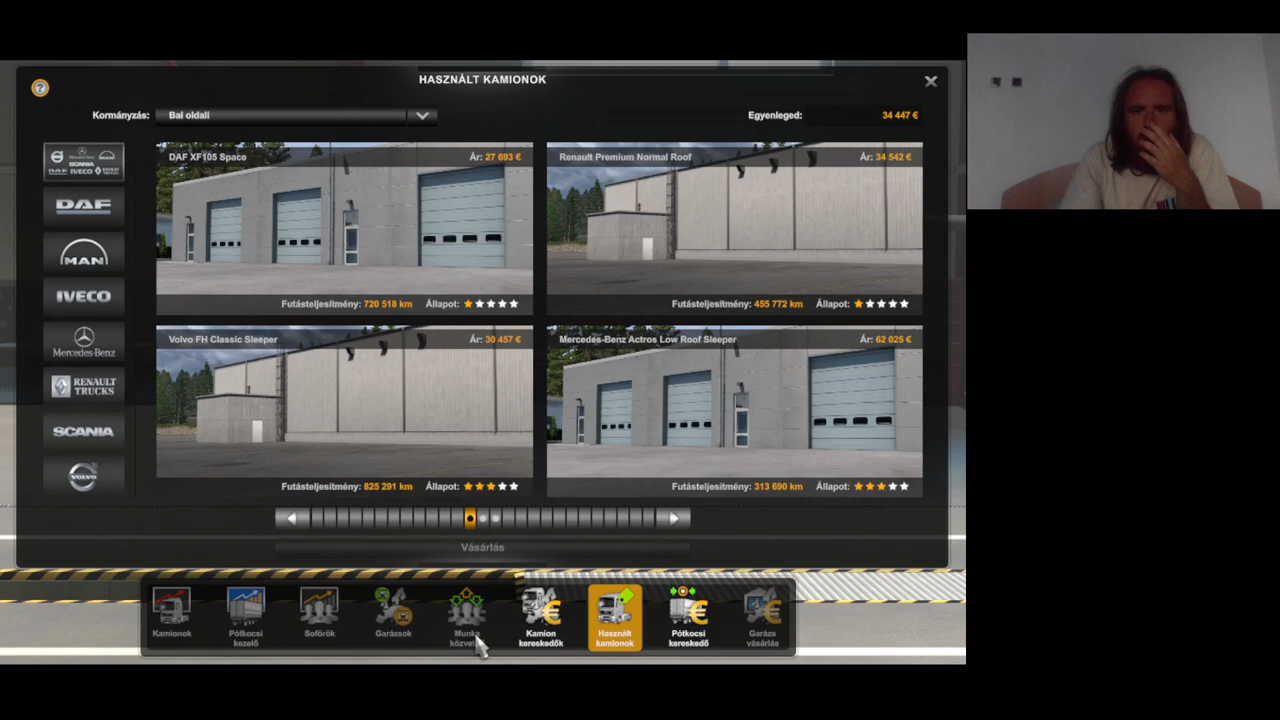 HASZNÁLT KAMIONOK
Kormányzás: Bal oldali
Egyenleged: 34 447 €
DAF XF105 Space
Ár: 27 693 €
Futásteljesítmény: 720 518 km
Állapot:
Renault Premium Normal Roof
Ár: 34 542 €
Futásteljesítmény: 455 772 km
Állapot:
Volvo FH Classic Sleeper
Ár: 30 457 €
Futásteljesítmény: 825 291 km
Állapot:
Mercedes-Benz Actros Low Roof Sleeper
Ár: 62 025 €
Futásteljesítmény: 313 690 km
Állapot:
DAF
MAN
IVECO
Mercedes-Benz
RENAULT
TRUCKS
SCANIA
VOLVO
Vásárlás
Kamionok
Pótkocsi
kezelő
Sofőrök
Garázsok
Munka
Kamion
kereskedők
Használt
kamionok
Pótkocsi
kereskedő
Garázs
vásárlás